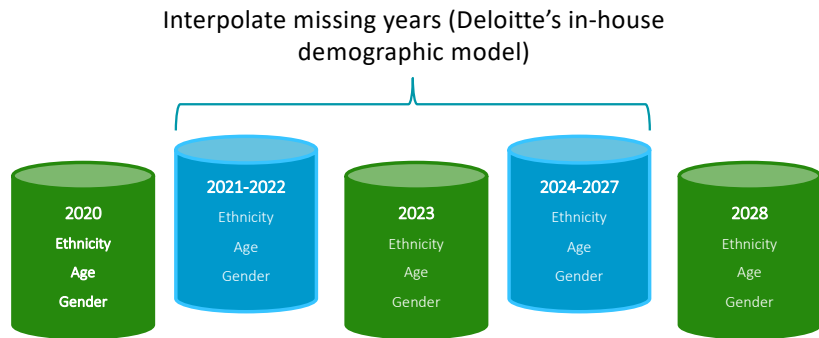 Interpolate missing years (Deloitte's in-house
demographic model)
2020
Ethnicity
Age
Gender
2021-2022
Ethnicity
Age
Gender
2023
Ethnicity
Age
Gender
2024-2027
Ethnicity
Age
Gender
2028
Ethnicity
Age
Gender